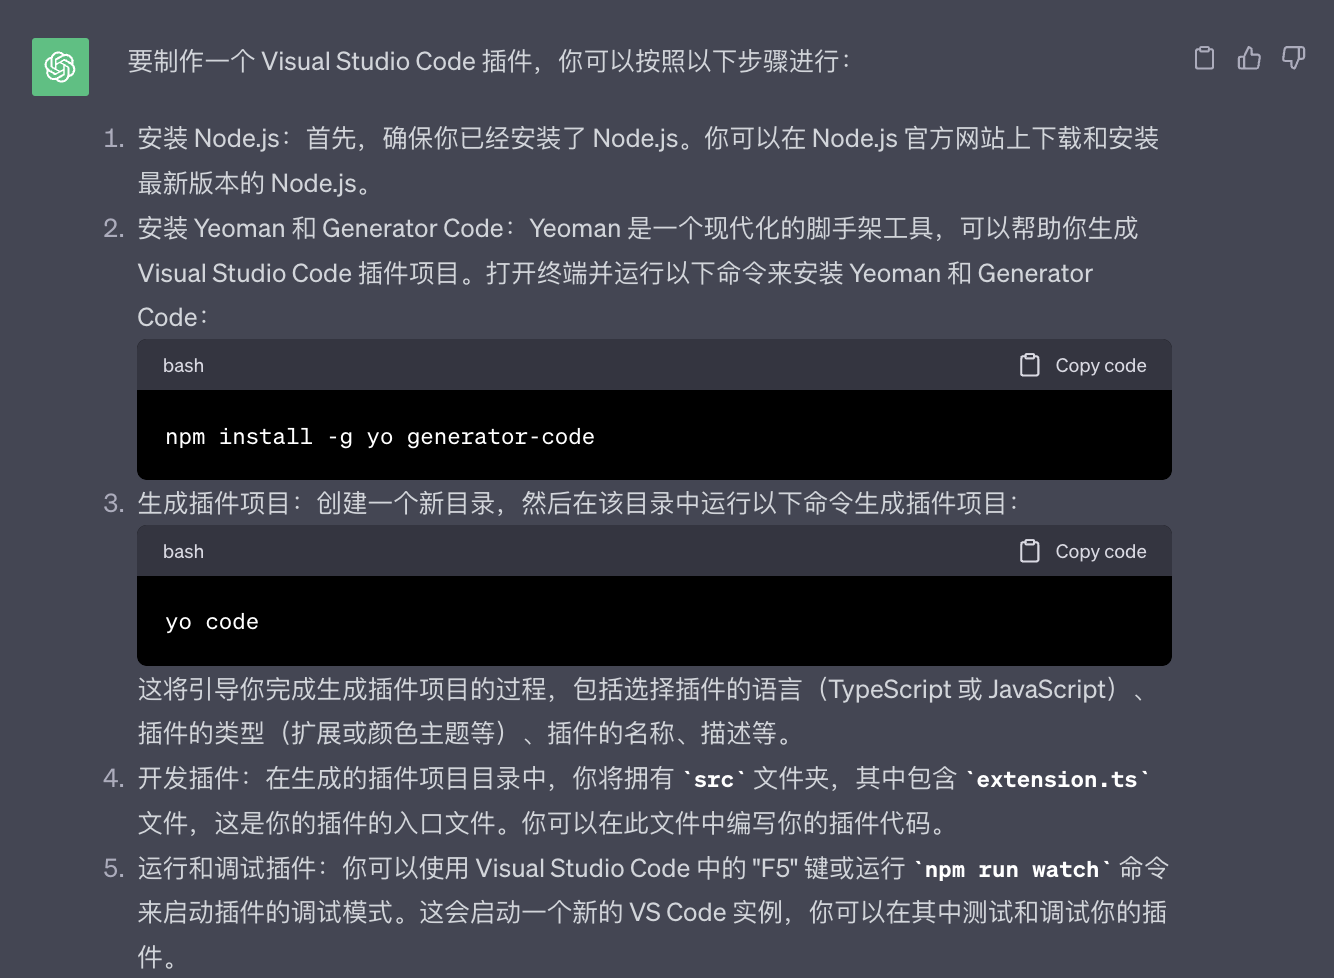 要制作一个 Visual Studio Code 插件，你可以按照以下步骤进行：
1. 安装 Node.js：首先，确保你已经安装了 Node.js。你可以在 Node.js 官方网站上下载和安装
最新版本的 Node.js。
2. 安装 Yeoman 和 Generator Code：Yeoman 是一个现代化的脚手架工具，可以帮助你生成
Visual Studio Code 插件项目。打开终端并运行以下命令来安装 Yeoman 和 Generator
Code：
bash Copy code
npm install -g yo generator-code
3. 生成插件项目：创建一个新目录，然后在该目录中运行以下命令生成插件项目：
bash Copy code
yo code
这将引导你完成生成插件项目的过程，包括选择插件的语言（TypeScript 或 JavaScript）、
插件的类型（扩展或颜色主题等）、插件的名称、描述等。
4. 开发插件：在生成的插件项目目录中，你将拥有 `src` 文件夹，其中包含 `extension.ts`
文件，这是你的插件的入口文件。你可以在此文件中编写你的插件代码。
5. 运行和调试插件：你可以使用 Visual Studio Code 中的 "F5" 键或运行 `npm run watch` 命令
来启动插件的调试模式。这会启动一个新的 VS Code 实例，你可以在其中测试和调试你的插
件。